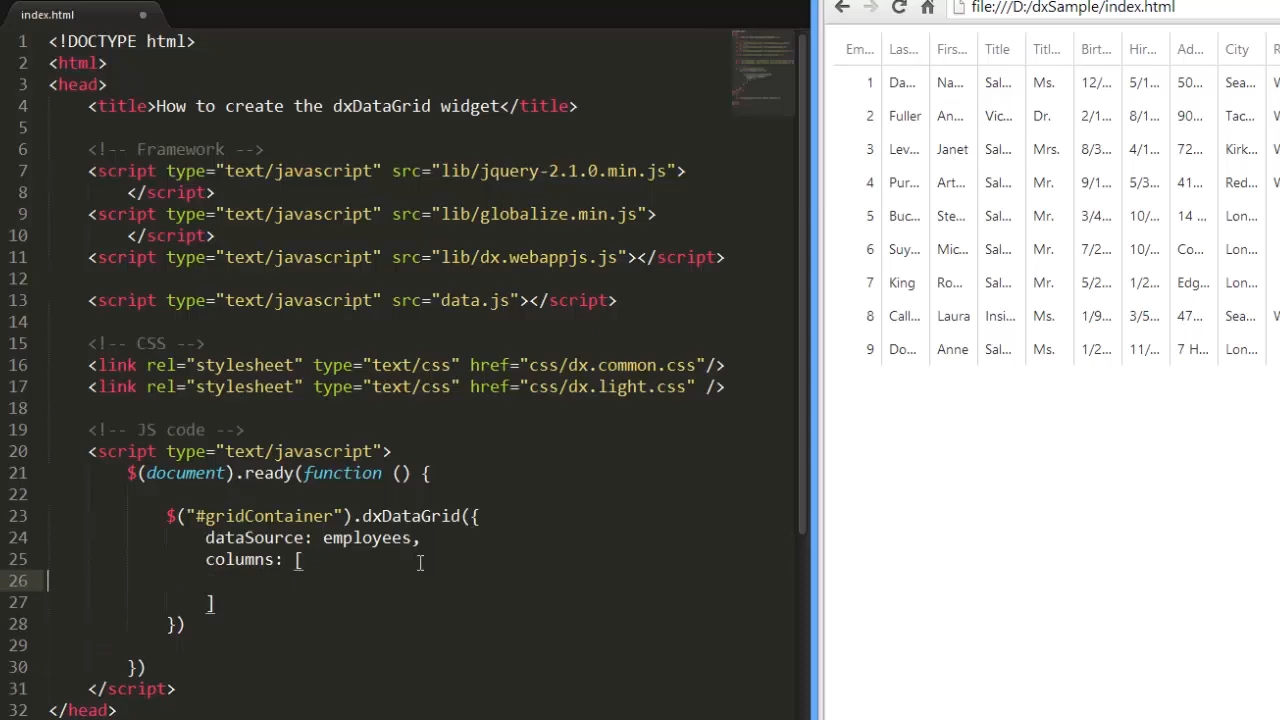 index.html
1 <!DOCTYPE html>
2 <html>
3 <head>
4 <title>How to create the dxDataGrid widget</title>
5
6 <!-- Framework -->
7 <script type="text/javascript" src="lib/jquery-2.1.0.min.js">
8 </script>
9 <script type="text/javascript" src="lib/globalize.min.js">
10 </script>
11 <script type="text/javascript" src="lib/dx.webappjs.js"></script>
12
13 <script type="text/javascript" src="data.js"></script>
14
15 <!-- CSS -->
16 <link rel="stylesheet" type="text/css" href="css/dx.common.css"/>
17 <link rel="stylesheet" type="text/css" href="css/dx.light.css" />
18
19 <!-- JS code -->
20 <script type="text/javascript">
21 $(document).ready(function () {
22
23 $("#gridContainer").dxDataGrid({
24 dataSource: employees,
25 columns: [
26
27 ]
28 })
29
30 })
31 </script>
32 </head>
file:///D:/dxSample/index.html
Em... Las... Firs... Title Titl... Birt... Hir... Ad... City
1 Da... Na... Sal... Ms. 12/... 5/1... 50... Sea...
2 Fuller An... Vic... Dr. 2/1... 8/1... 90... Tac...
3 Lev... Janet Sal... Mrs. 8/3... 4/1... 72... Kirk...
4 Pur... Art... Sal... Mr. 9/1... 5/3... 41... Red...
5 Buc... Ste... Sal... Mr. 3/4... 10/... 14 ... Lon...
6 Suy... Mic... Sal... Mr. 7/2... 10/... Co... Lon...
7 King Ro... Sal... Mr. 5/2... 1/2... Edg... Lon...
8 Call... Laura Insi... Ms. 1/9... 3/5... 47... Sea...
9 Do... Anne Sal... Ms. 1/2... 11/... 7 H... Lon...